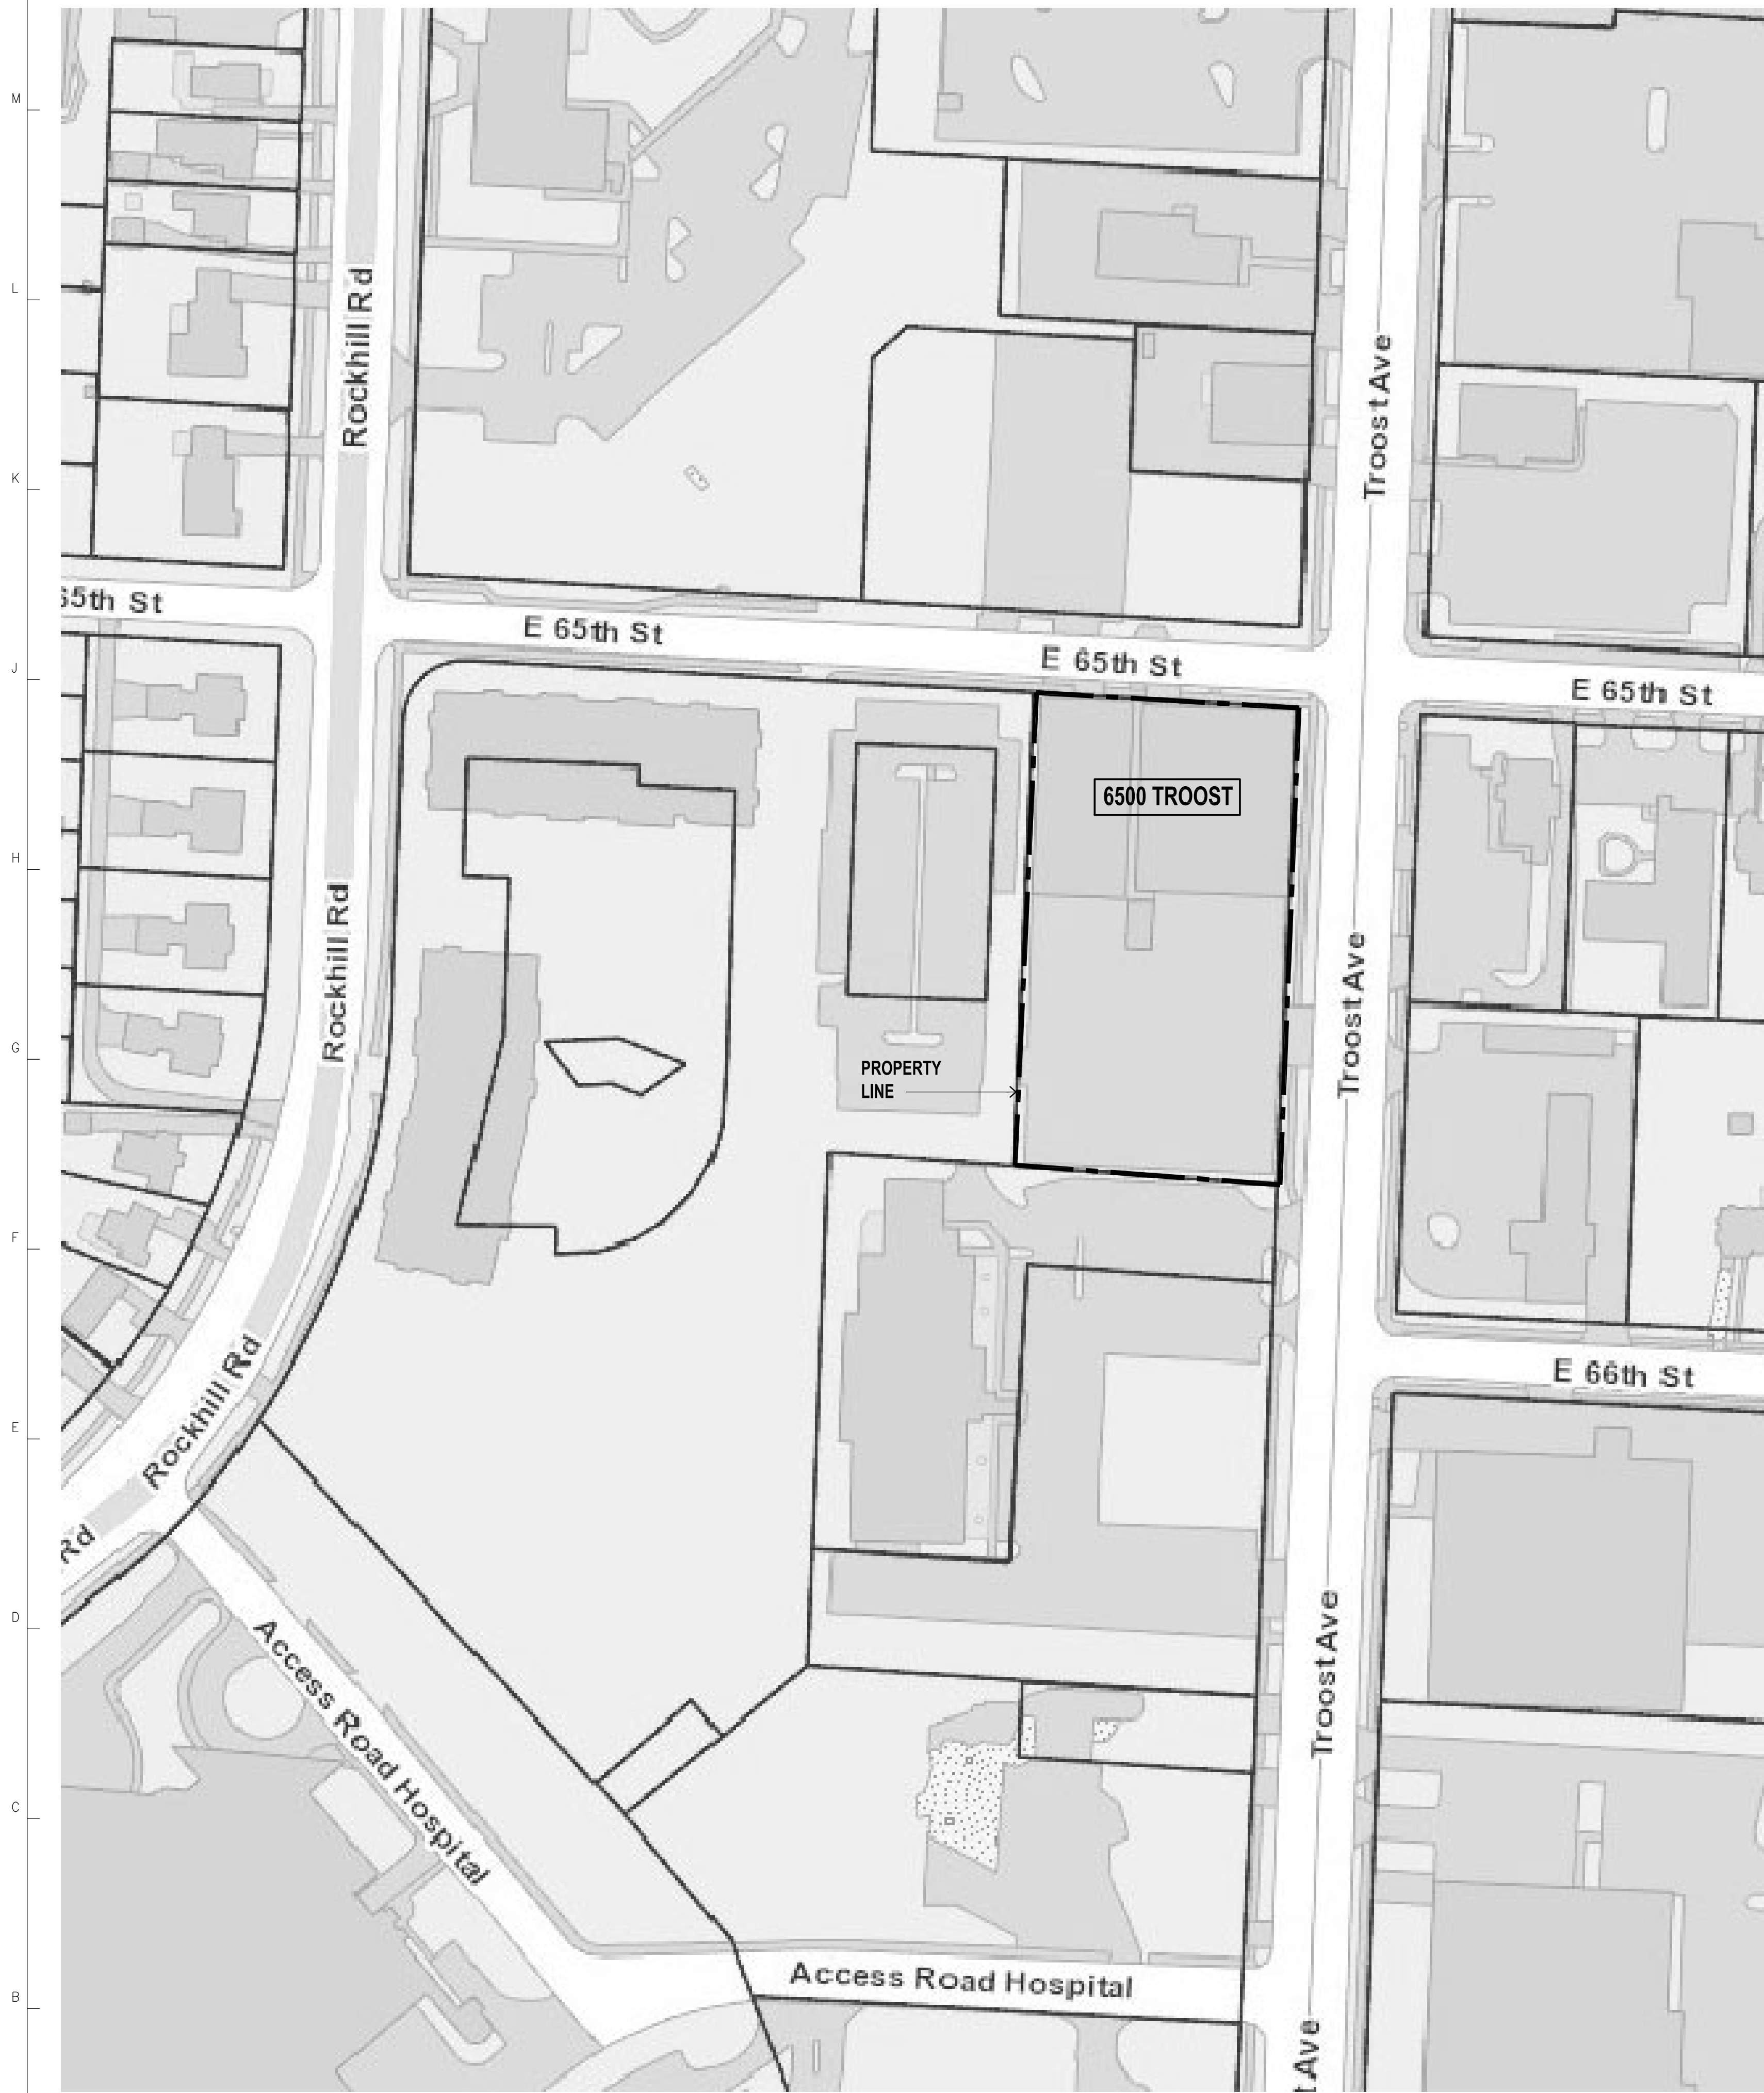 M
L
Rockhill Rd
Troost Ave
K
65th St
E 65th St
E 65th St
E 65th St
J
6500 TROOST
H
Rockhill Rd
Troost Ave
G
PROPERTY
LINE
F
Rockhill Rd
E 66th St
E
Rd
D
Access Road Hospital
Troost Ave
C
Access Road Hospital
B
t Ave